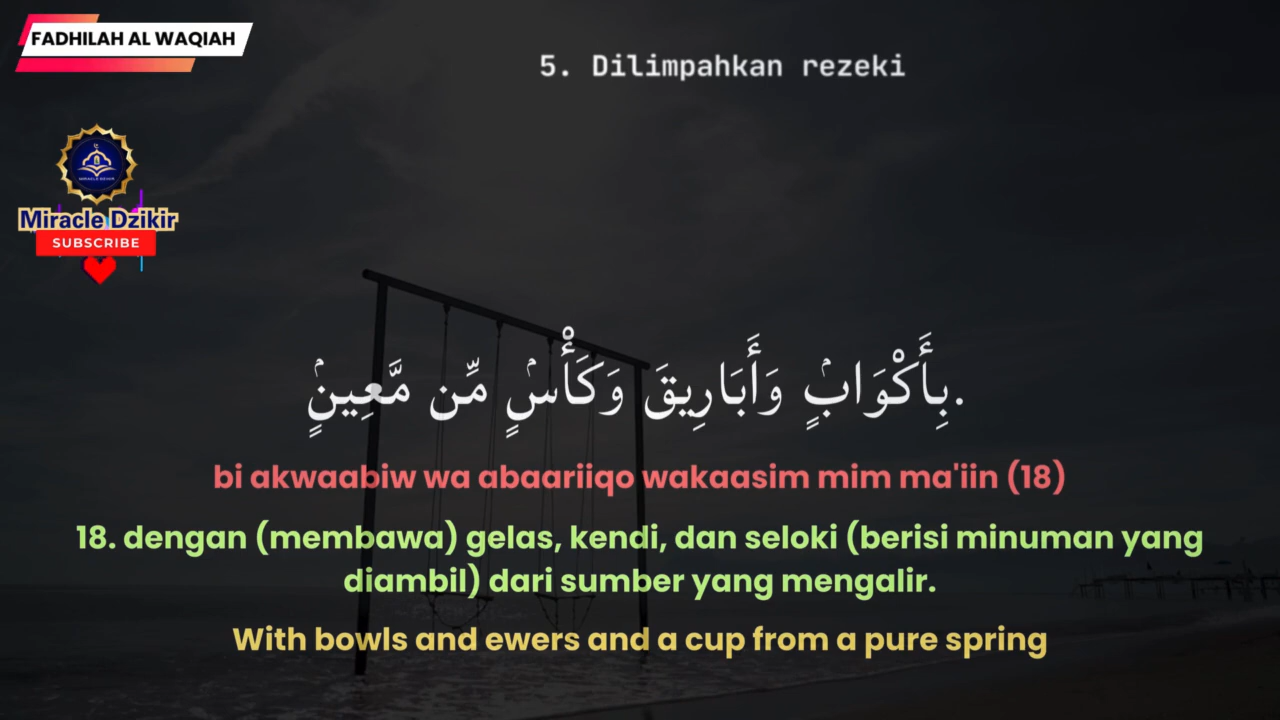 FADHILAH AL WAQIAH
5. Dilimpahkan rezeki
MIRACLE DZIKIR
Miracle Dzikir
SUBSCRIBE
بِأَكْوَابٍۢ وَأَبَارِيقَ وَكَأْسٍۢ مِّن مَّعِينٍۢ.
bi akwaabiw wa abaariiqo wakaasim mim ma'iin (18)
18. dengan (membawa) gelas, kendi, dan seloki (berisi minuman yang
diambil) dari sumber yang mengalir.
With bowls and ewers and a cup from a pure spring